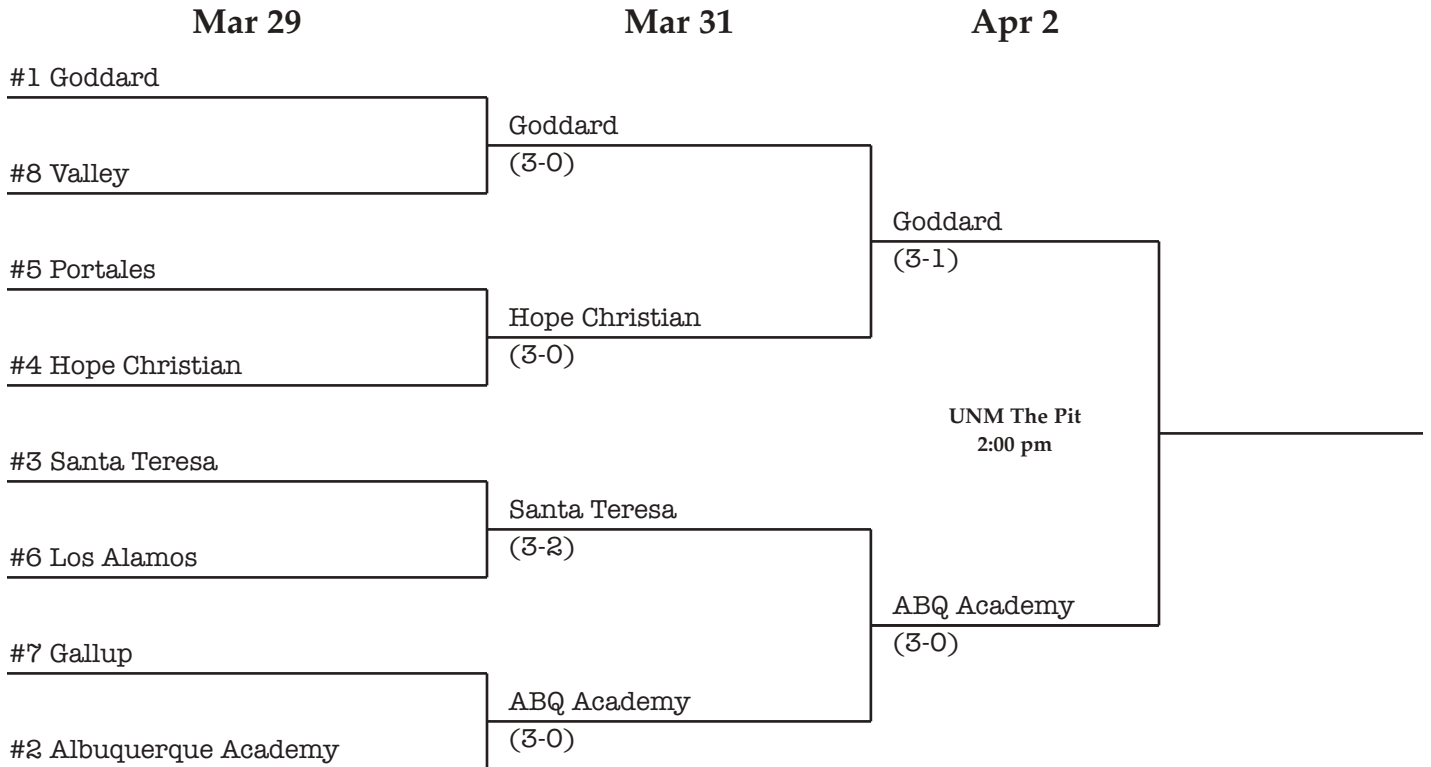 Mar 29
Mar 31
Apr 2
#1 Goddard
#8 Valley
#5 Portales
#4 Hope Christian
#3 Santa Teresa
#6 Los Alamos
#7 Gallup
#2 Albuquerque Academy
Goddard
(3-0)
Hope Christian
(3-0)
Santa Teresa
(3-2)
ABQ Academy
(3-0)
Goddard
(3-1)
UNM The Pit
2:00 pm
ABQ Academy
(3-0)